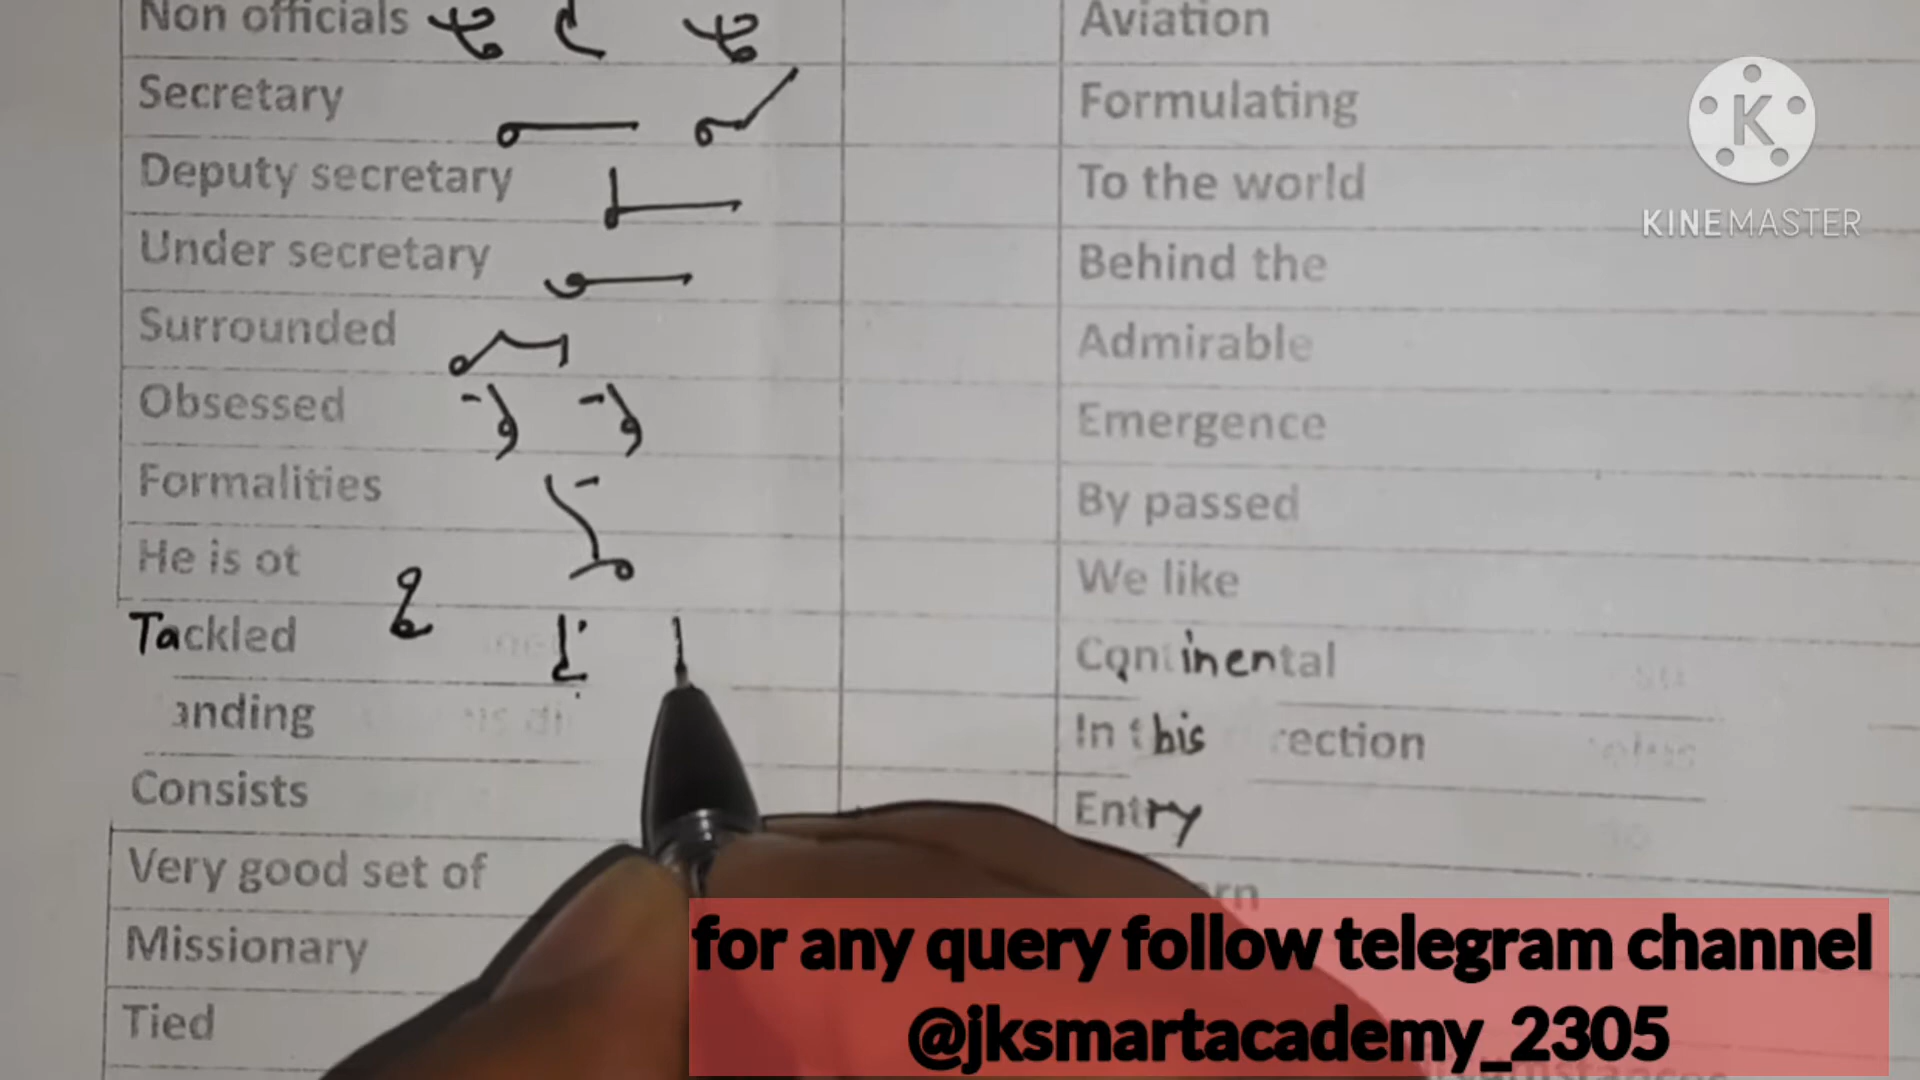 Non officials
Secretary
Deputy secretary
Under secretary
Surrounded
Obsessed
Formalities
He is ot
Tackled
anding
Consists
Very good set of
Missionary
Tied
Aviation
Formulating
To the world
Behind the
Admirable
Emergence
By passed
We like
Continental
In this rection
Entry
rn
K
KINEMASTER
for any query follow telegram channel
@jksmartacademy_2305